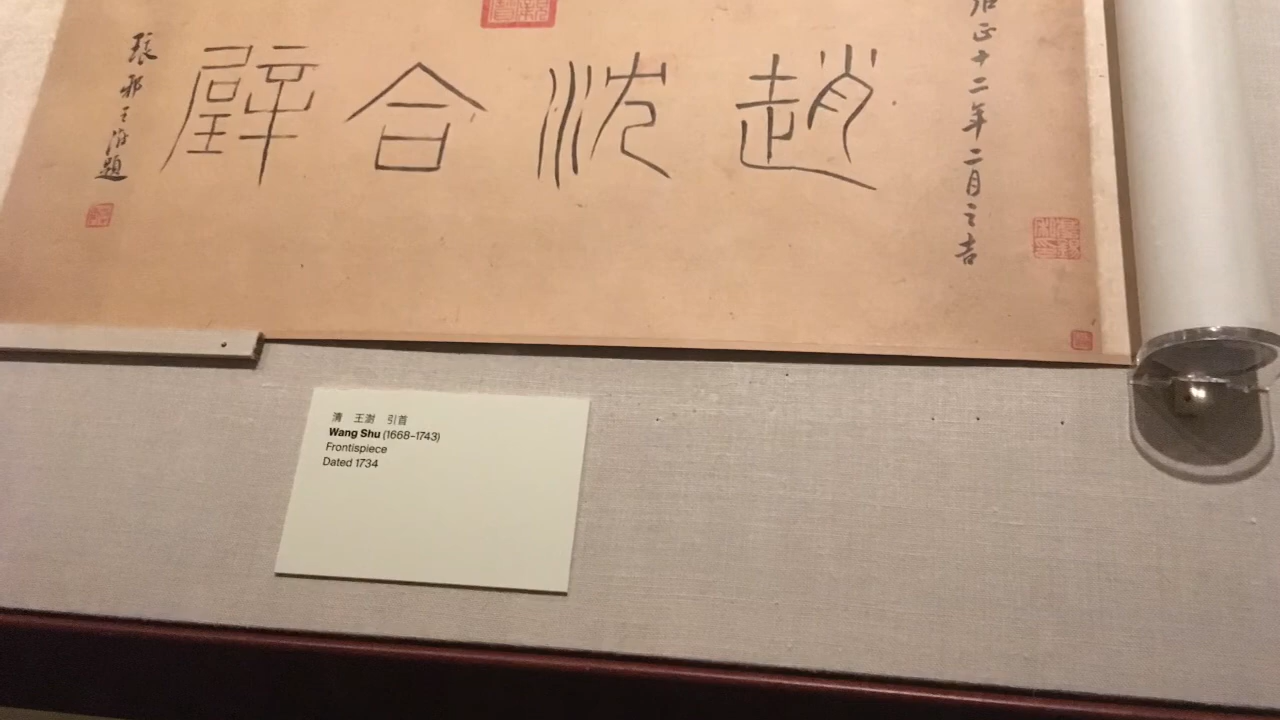 正十二年二月之吉
趙沈合璧
琅邪王澍題
清 王澍 引首
Wang Shu (1668–1743)
Frontispiece
Dated 1734